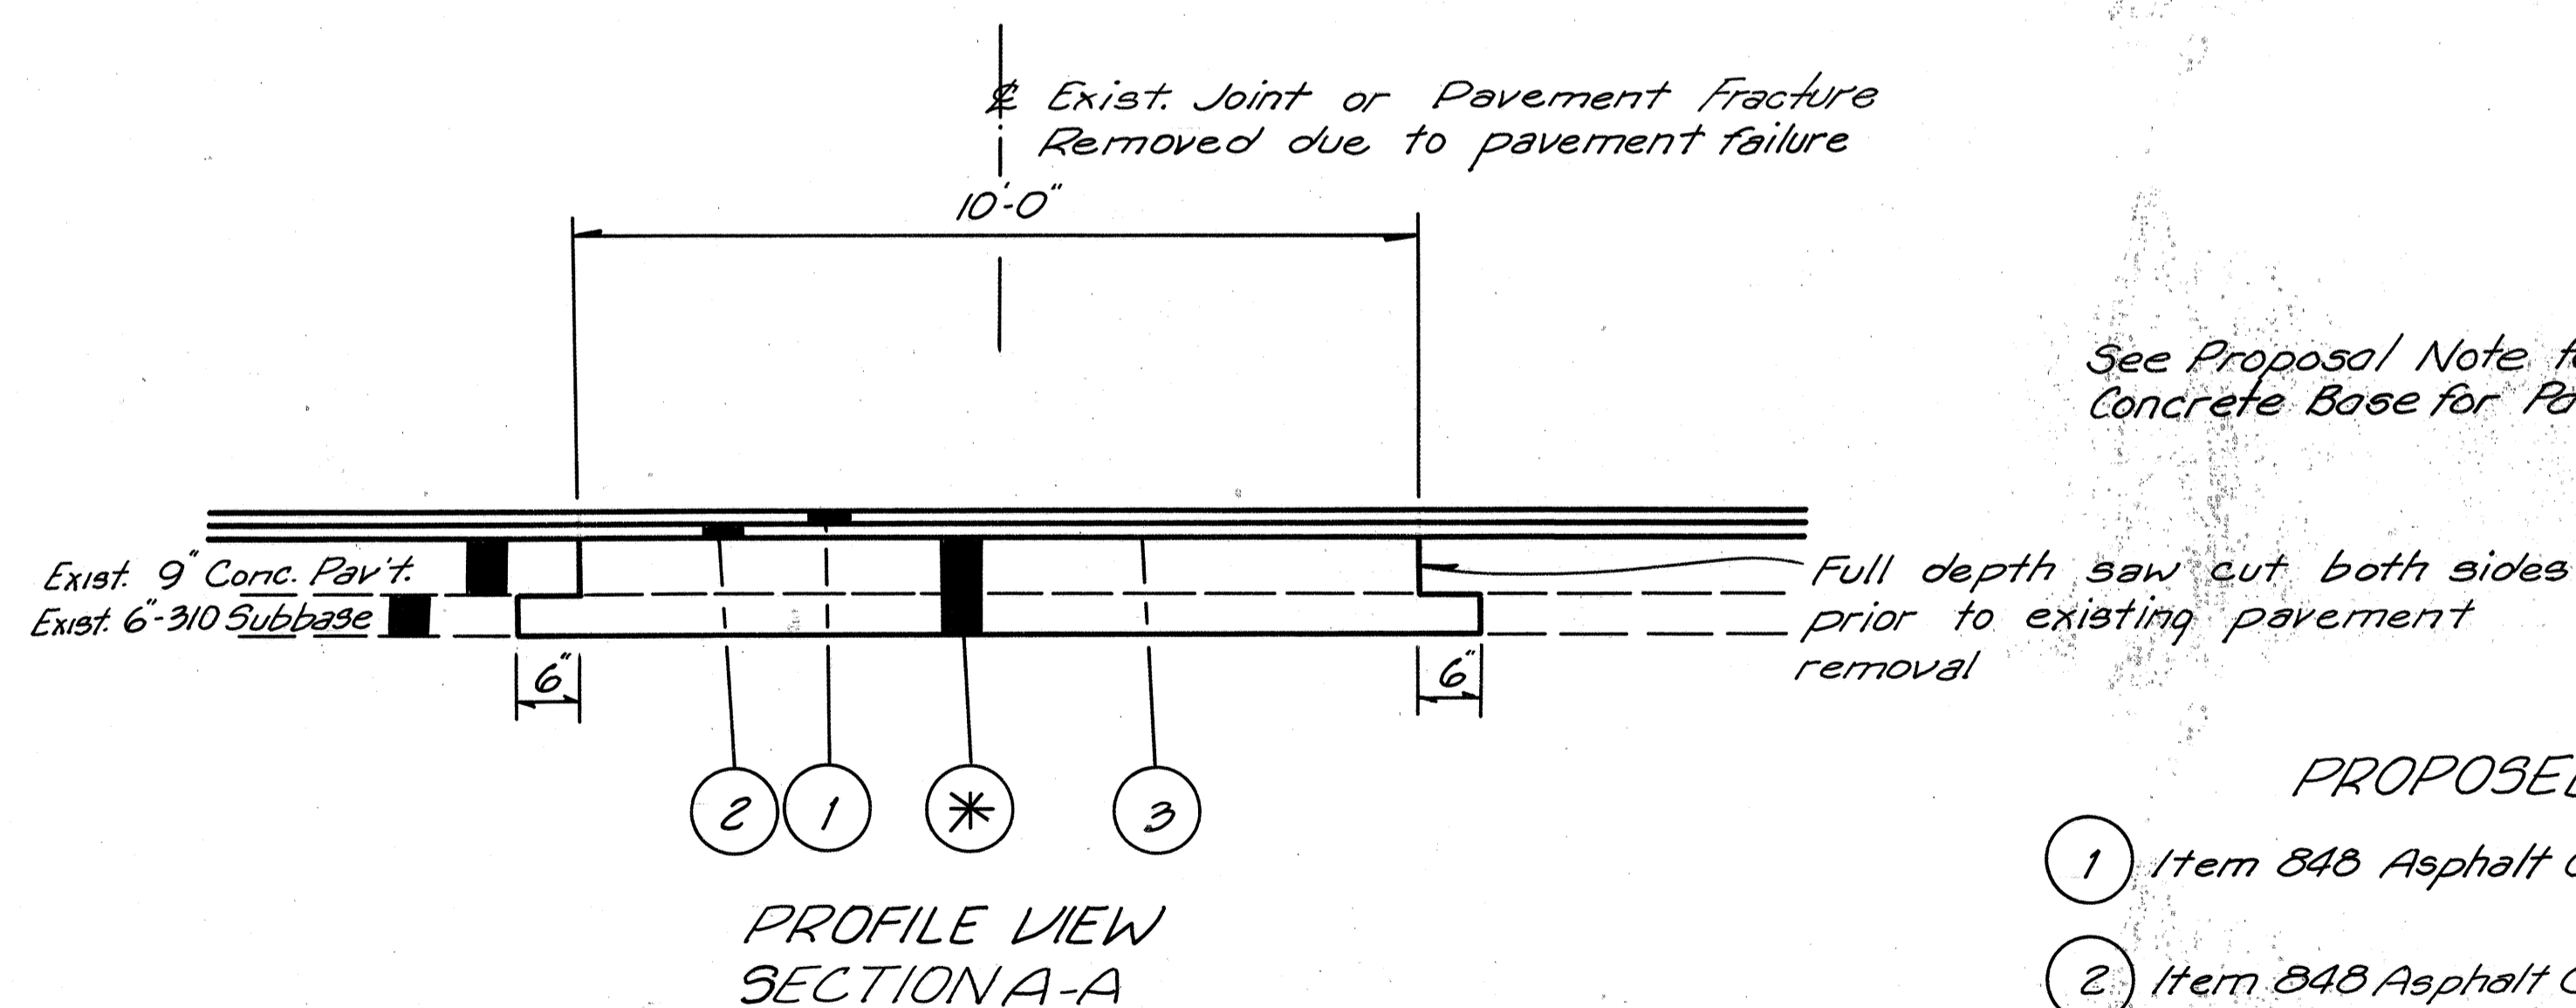 ℄ Exist. Joint or Pavement Fracture
Removed due to pavement failure
10'-0"
See Proposal Note
Concrete Base for
Exist. 9" Conc. Pav't.
Exist. 6"-310 Subbase
Full depth saw cut both sides
prior to existing pavement
removal
6"
6"
2 1 * 3
PROFILE VIEW
SECTION A-A
PROPOSE
1 Item 848 Asphalt
2 Item 848 Asphalt